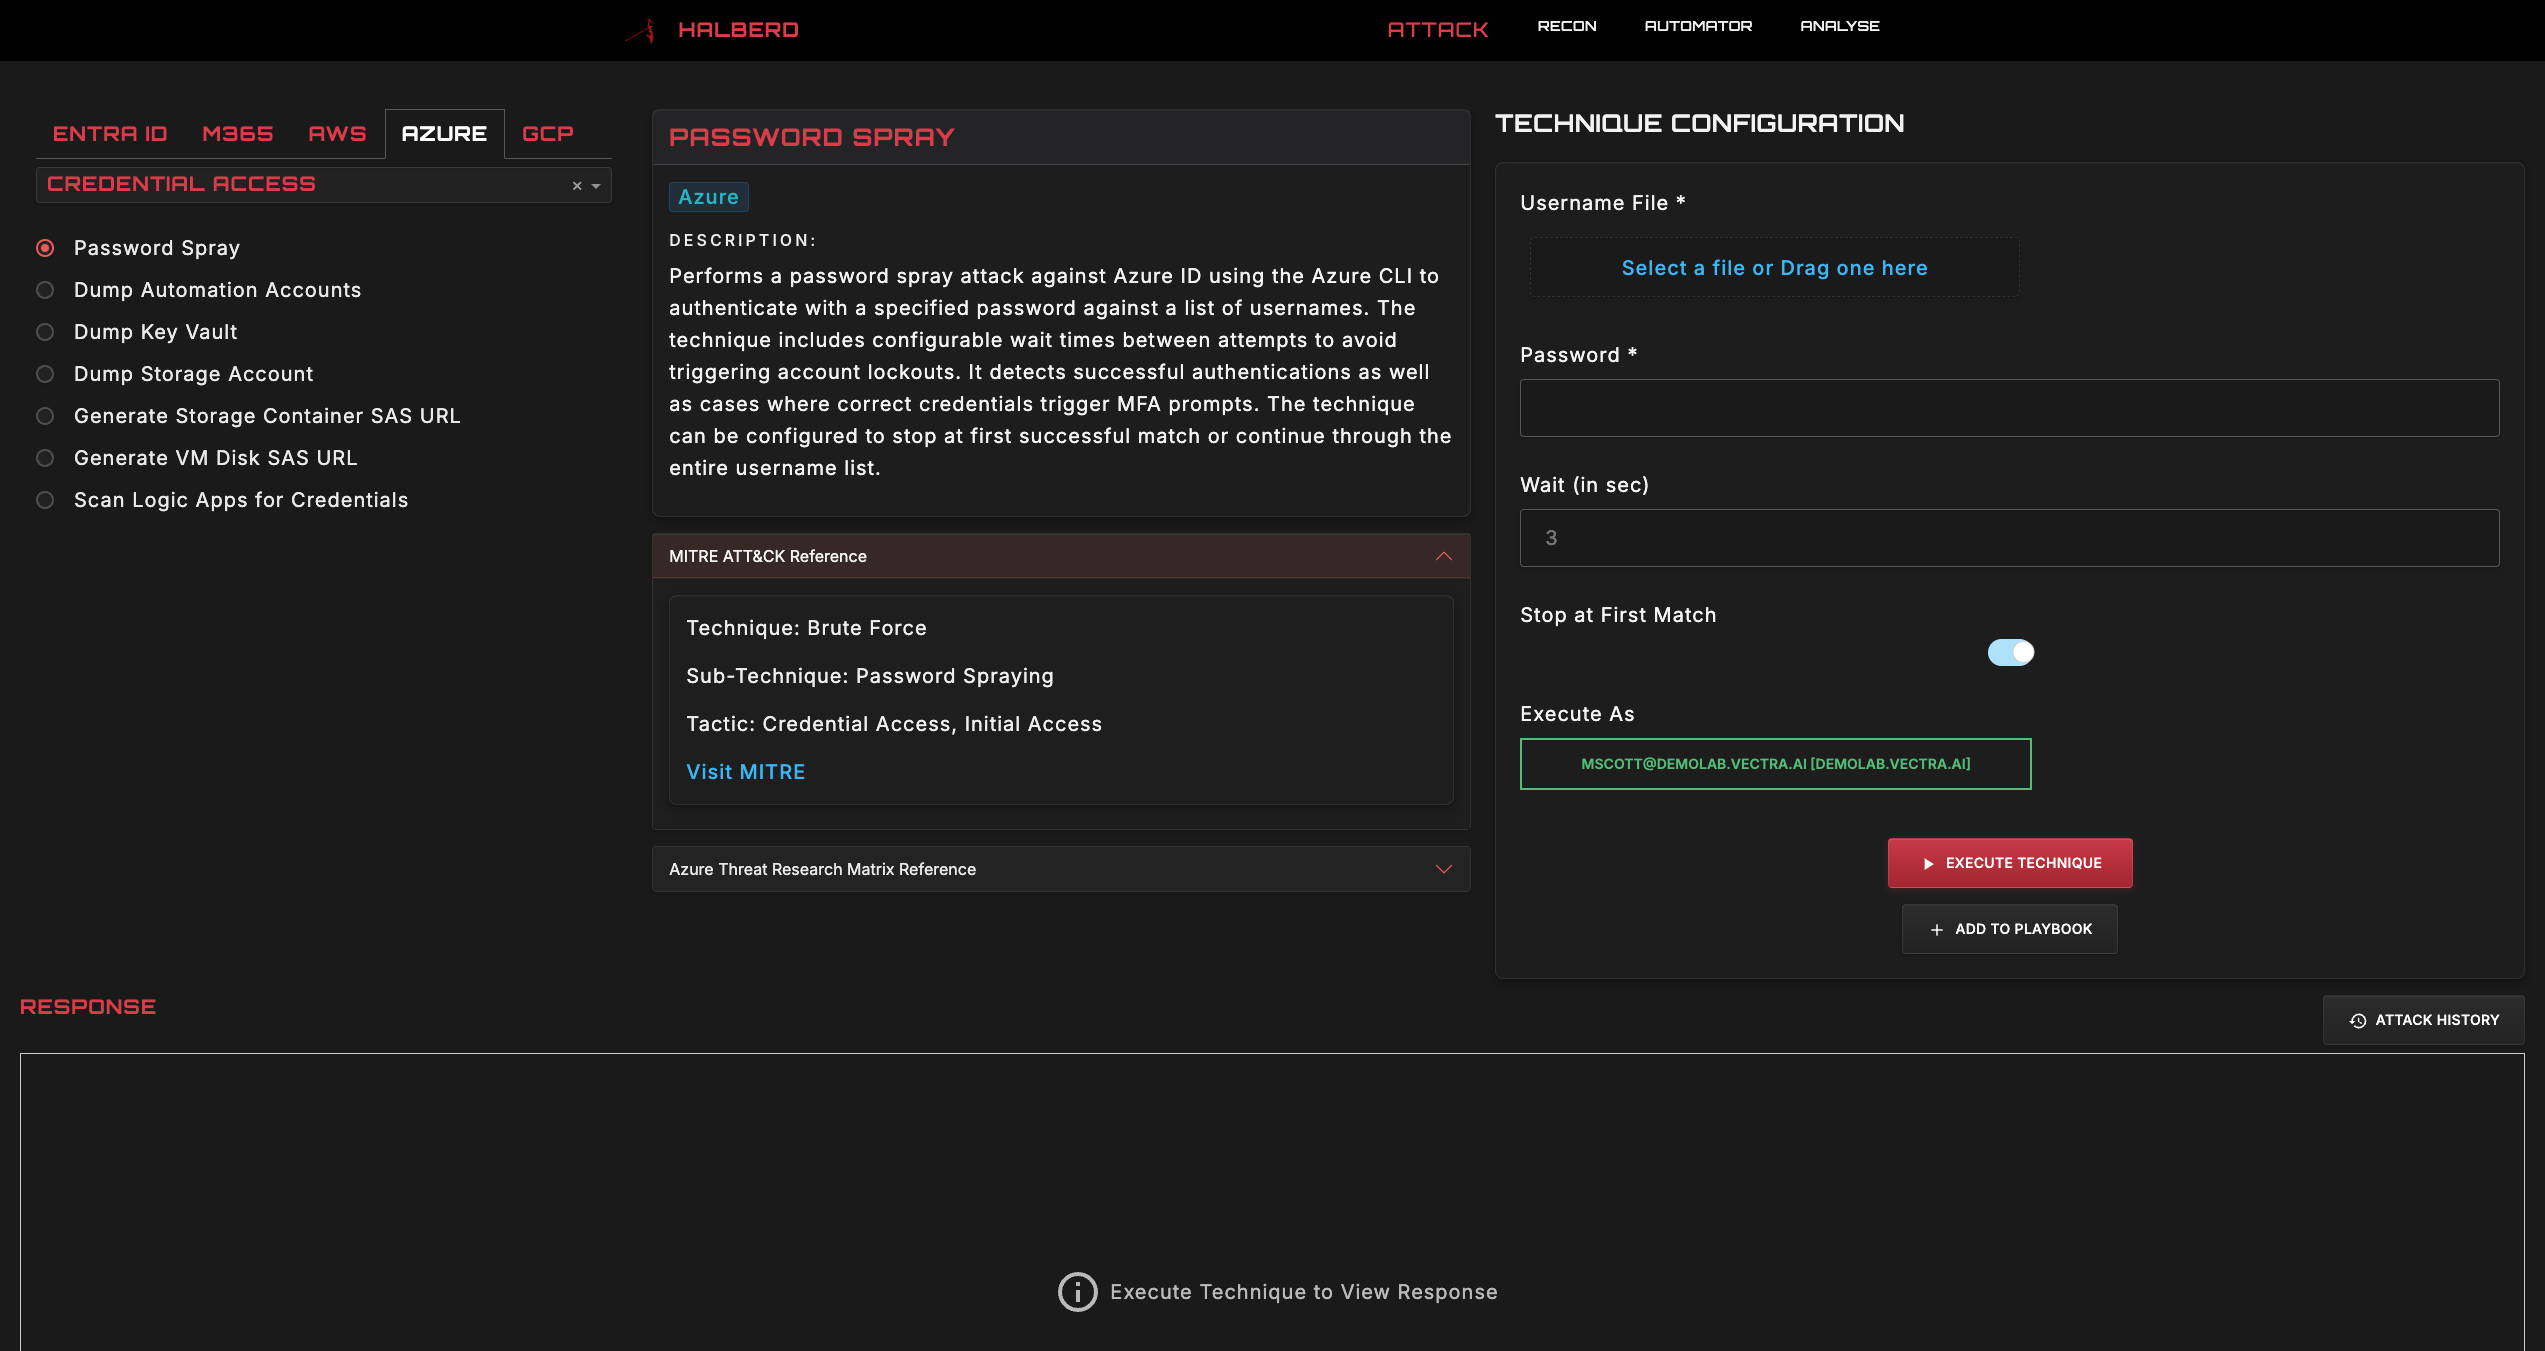 HALBERD
ATTACK
RECON
AUTOMATOR
ANALYSE
ENTRA ID
M365
AWS
AZURE
GCP
CREDENTIAL ACCESS
Password Spray
Dump Automation Accounts
Dump Key Vault
Dump Storage Account
Generate Storage Container SAS URL
Generate VM Disk SAS URL
Scan Logic Apps for Credentials
PASSWORD SPRAY
Azure
DESCRIPTION:
Performs a password spray attack against Azure ID using the Azure CLI to
authenticate with a specified password against a list of usernames. The
technique includes configurable wait times between attempts to avoid
triggering account lockouts. It detects successful authentications as well
as cases where correct credentials trigger MFA prompts. The technique
can be configured to stop at first successful match or continue through the
entire username list.
MITRE ATT&CK Reference
Technique: Brute Force
Sub-Technique: Password Spraying
Tactic: Credential Access, Initial Access
Visit MITRE
Azure Threat Research Matrix Reference
TECHNIQUE CONFIGURATION
Username File *
Select a file or Drag one here
Password *
Wait (in sec)
3
Stop at First Match
Execute As
MSCOTT@DEMOLAB.VECTRA.AI [DEMOLAB.VECTRA.AI]
EXECUTE TECHNIQUE
ADD TO PLAYBOOK
RESPONSE
ATTACK HISTORY
Execute Technique to View Response